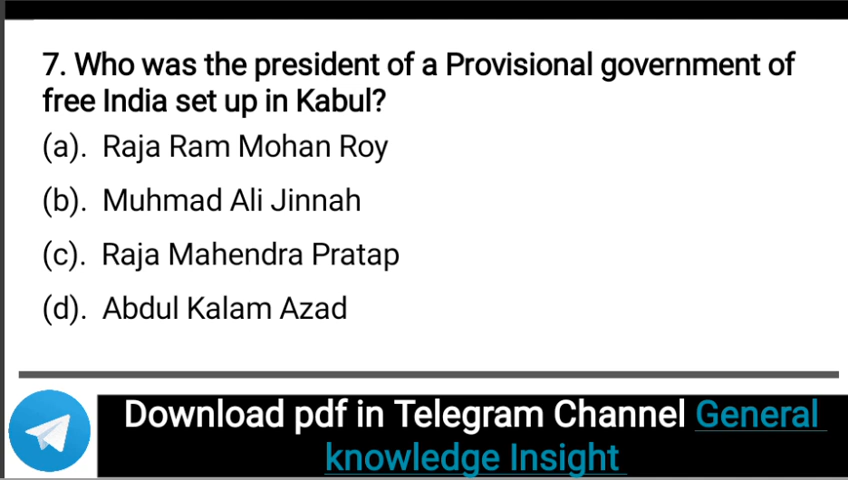 7. Who was the president of a Provisional government of
free India set up in Kabul?
(a). Raja Ram Mohan Roy
(b). Muhmad Ali Jinnah
(c). Raja Mahendra Pratap
(d). Abdul Kalam Azad
Download pdf in Telegram Channel General
knowledge Insight